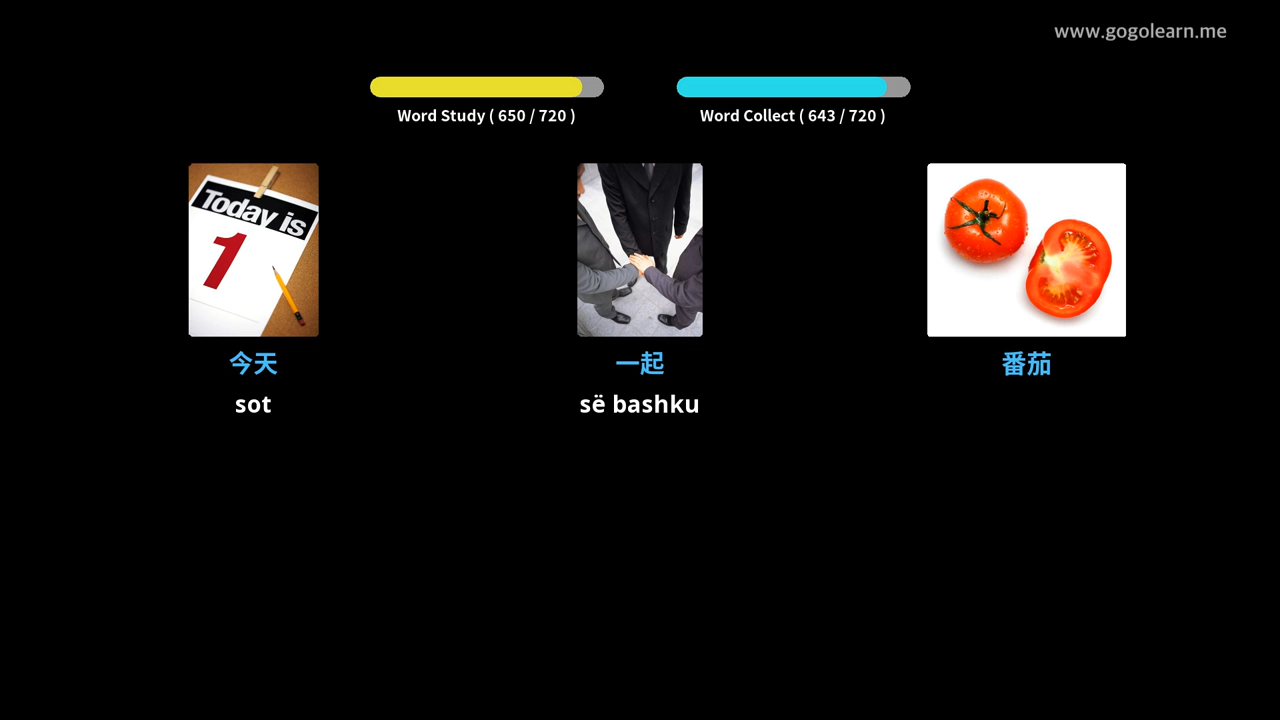 www.gogolearn.me
Word Study ( 650 / 720 )
Word Collect ( 643 / 720 )
Today is
1
今天
一起
番茄
sot
së bashku